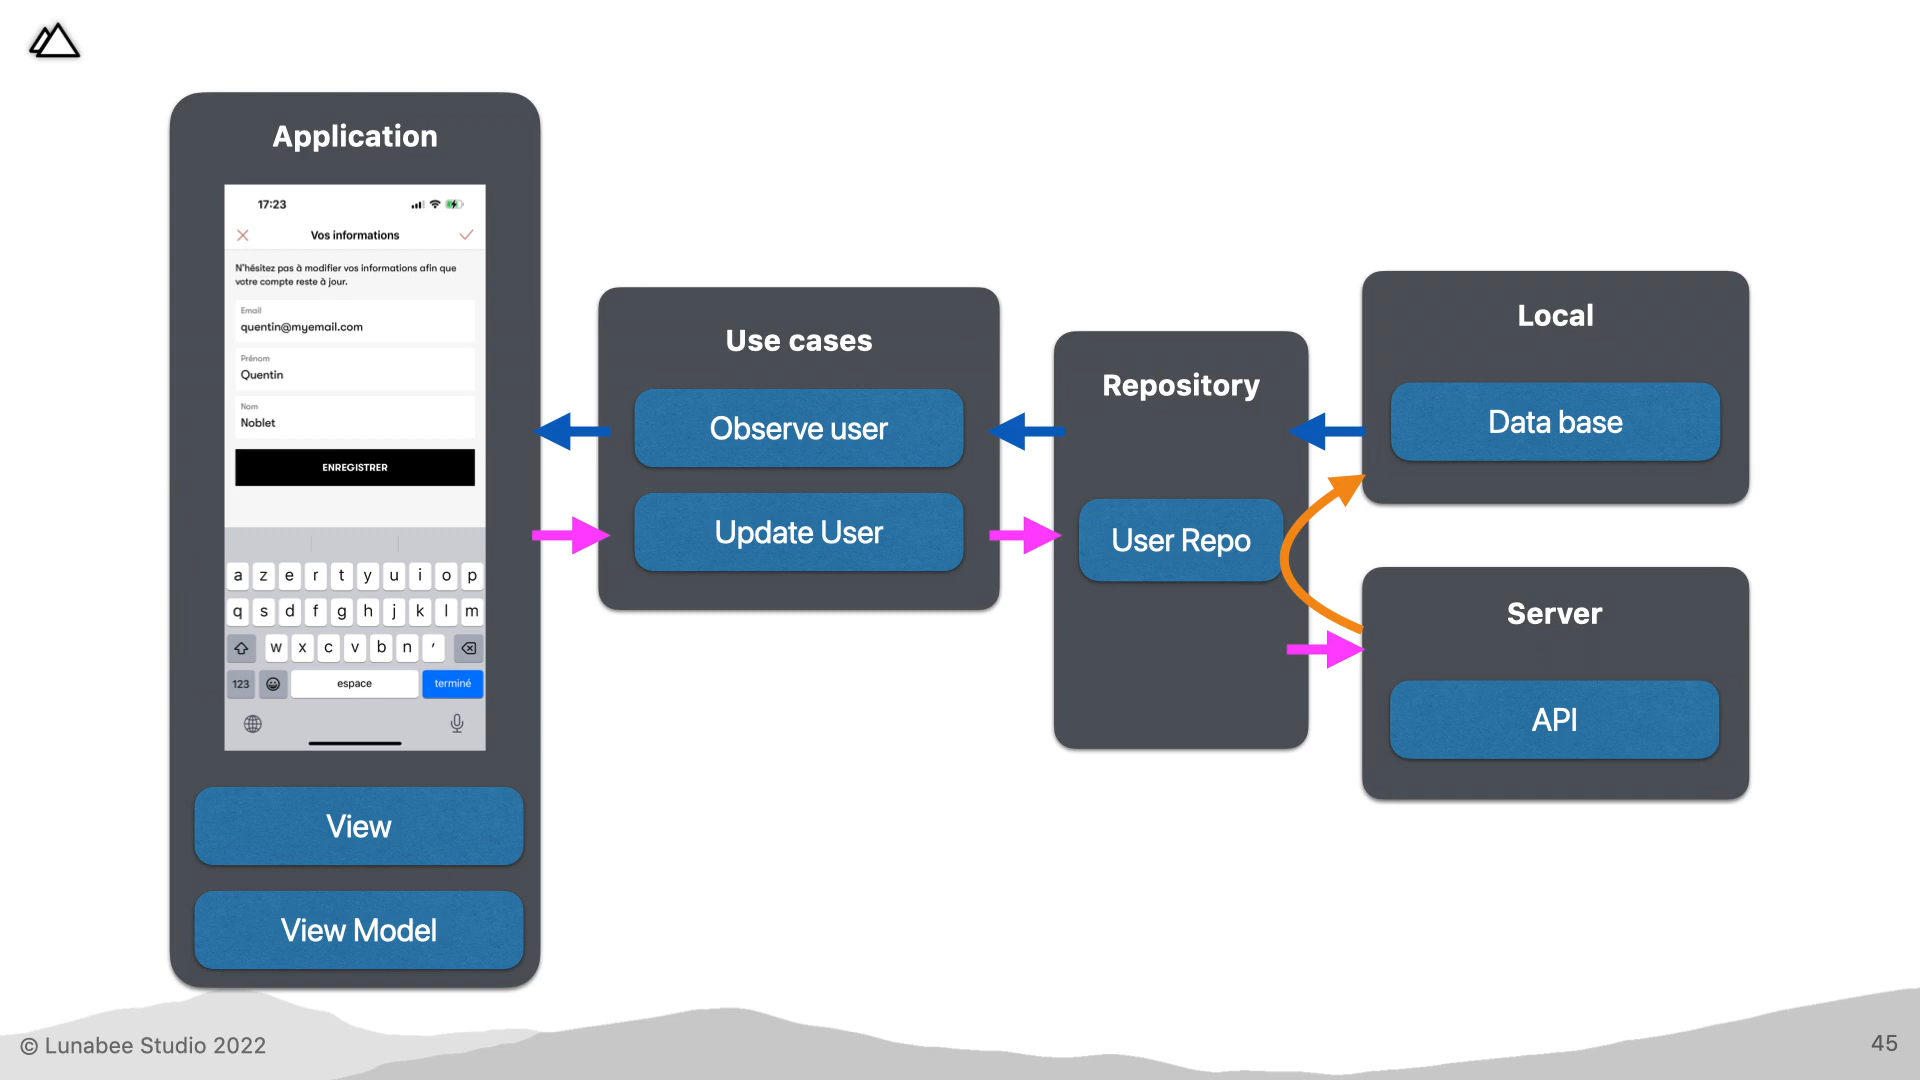 Application
17:23
Vos informations
N'hésitez pas à modifier vos informations afin que
votre compte reste à jour.
Email
quentin@myemail.com
Prénom
Quentin
Nom
Noblet
ENREGISTRER
a z e r t y u i o p
q s d f g h j k l m
w x c v b n ′
123
espace
terminé
View
View Model
Use cases
Observe user
Update User
Repository
User Repo
Local
Data base
Server
API
© Lunabee Studio 2022
45